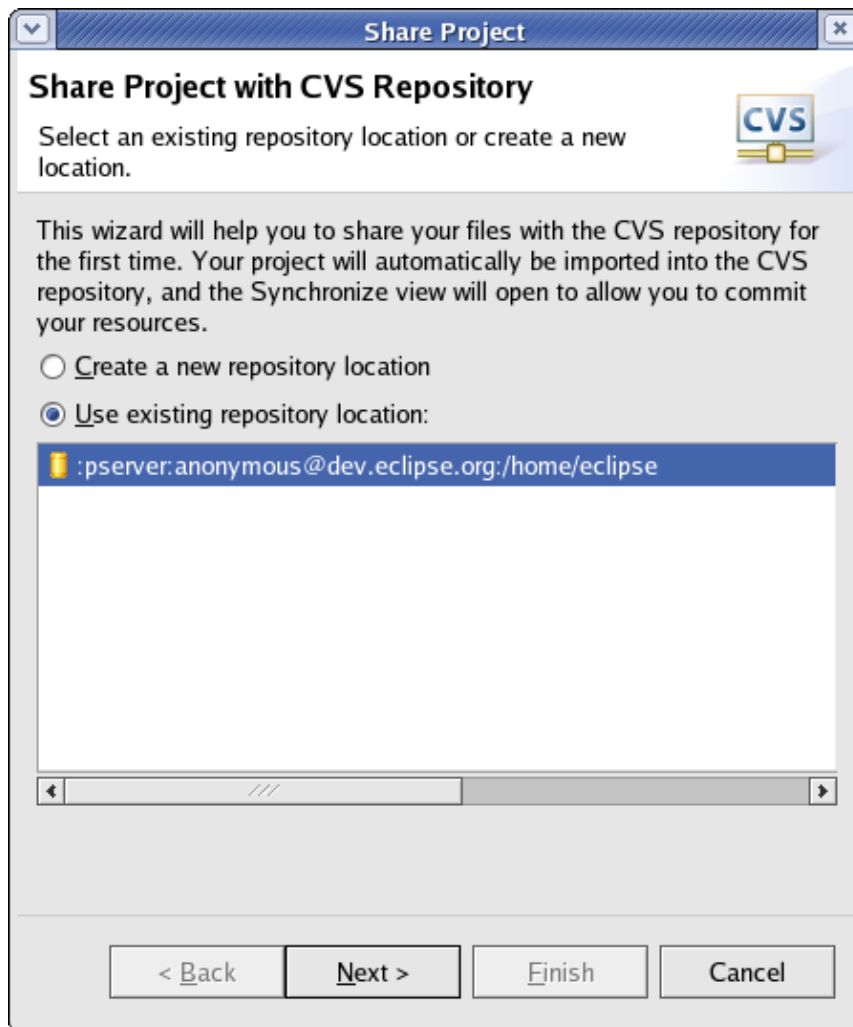 Share Project
Share Project with CVS Repository
Select an existing repository location or create a new
location.
CVS
This wizard will help you to share your files with the CVS repository for
the first time. Your project will automatically be imported into the CVS
repository, and the Synchronize view will open to allow you to commit
your resources.
Create a new repository location
Use existing repository location:
:pserver:anonymous@dev.eclipse.org:/home/eclipse
< Back Next > Finish Cancel